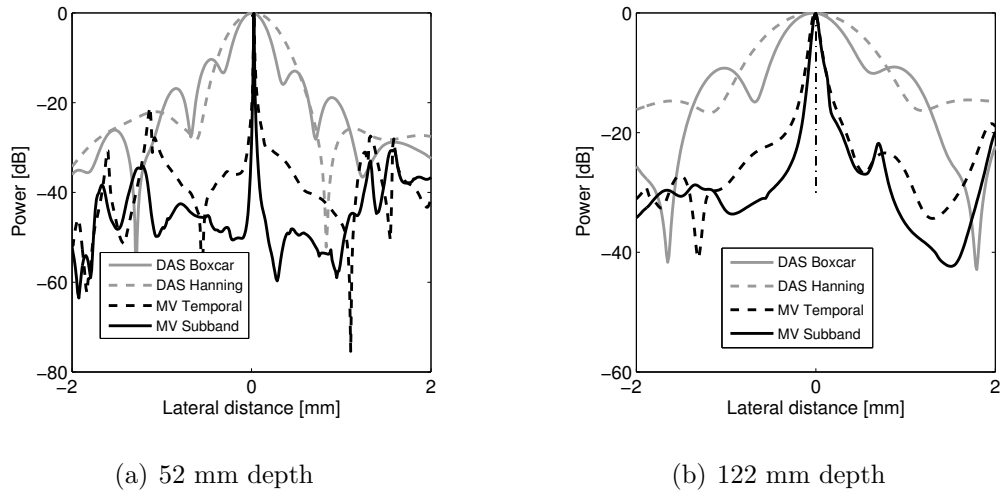 0
−20
−40
−60
−80
Power [dB]
−2
0
2
Lateral distance [mm]
DAS Boxcar
DAS Hanning
MV Temporal
MV Subband
(a) 52 mm depth
0
−20
−40
−60
Power [dB]
−2
0
2
Lateral distance [mm]
DAS Boxcar
DAS Hanning
MV Temporal
MV Subband
(b) 122 mm depth